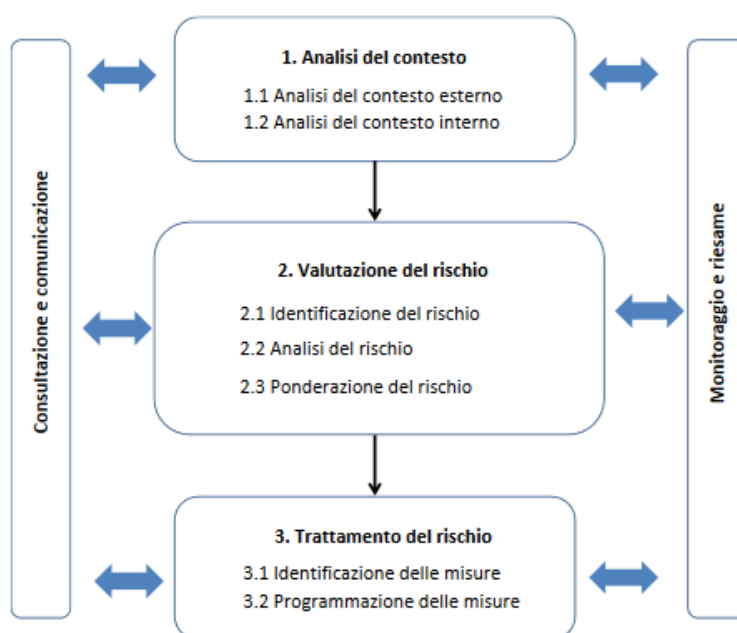 Consultazione e comunicazione
1. Analisi del contesto
1.1 Analisi del contesto esterno
1.2 Analisi del contesto interno
2. Valutazione del rischio
2.1 Identificazione del rischio
2.2 Analisi del rischio
2.3 Ponderazione del rischio
3. Trattamento del rischio
3.1 Identificazione delle misure
3.2 Programmazione delle misure
Monitoraggio e riesame